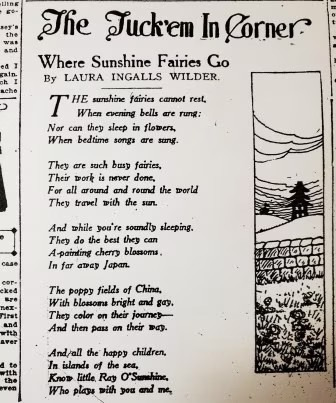 The Tuck'em In Corner
Where Sunshine Fairies Go
By LAURA INGALLS WILDER.
THE sunshine fairies cannot rest,
When evening bells are rung;
Nor can they sleep in flowers,
When bedtime songs are sung.
They are such busy fairies,
Their work is never done,
For all around and round the world
They travel with the sun.
And while you're soundly sleeping,
They do the best they can
A-painting cherry blossoms
In far away Japan.
The poppy fields of China,
With blossoms bright and gay,
They color on their journey—
And then pass on their way.
And all the happy children,
In islands of the sea,
Know little Ray O'Sunshine,
Who plays with you and me.